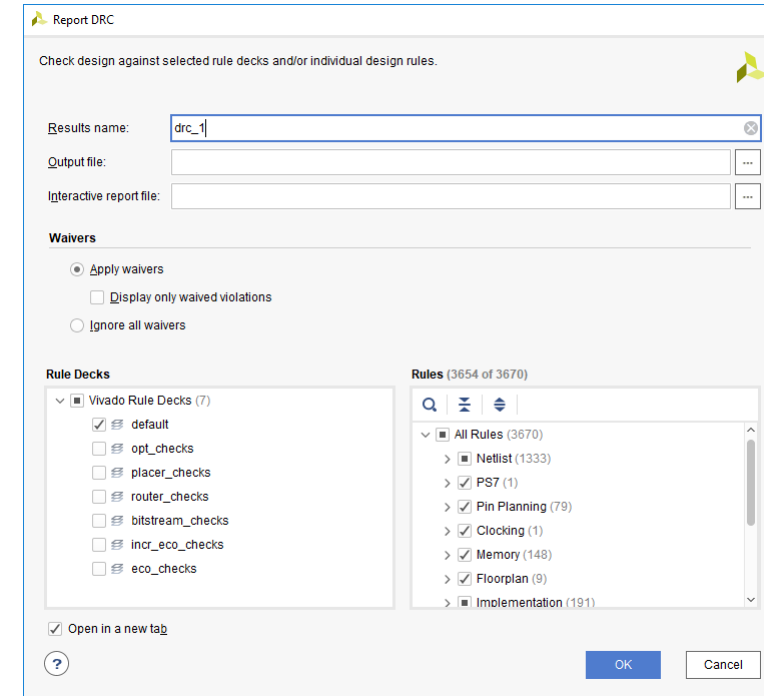 Report DRC
Check design against selected rule decks and/or individual design rules.
Results name: drc_1
Output file: ...
Interactive report file: ...
Waivers
Apply waivers
Display only waived violations
Ignore all waivers
Rule Decks
Vivado Rule Decks (7)
default
opt_checks
placer_checks
router_checks
bitstream_checks
incr_eco_checks
eco_checks
Rules (3654 of 3670)
All Rules (3670)
Netlist (1333)
PS7 (1)
Pin Planning (79)
Clocking (1)
Memory (148)
Floorplan (9)
Implementation (191)
Open in a new tab
? OK Cancel